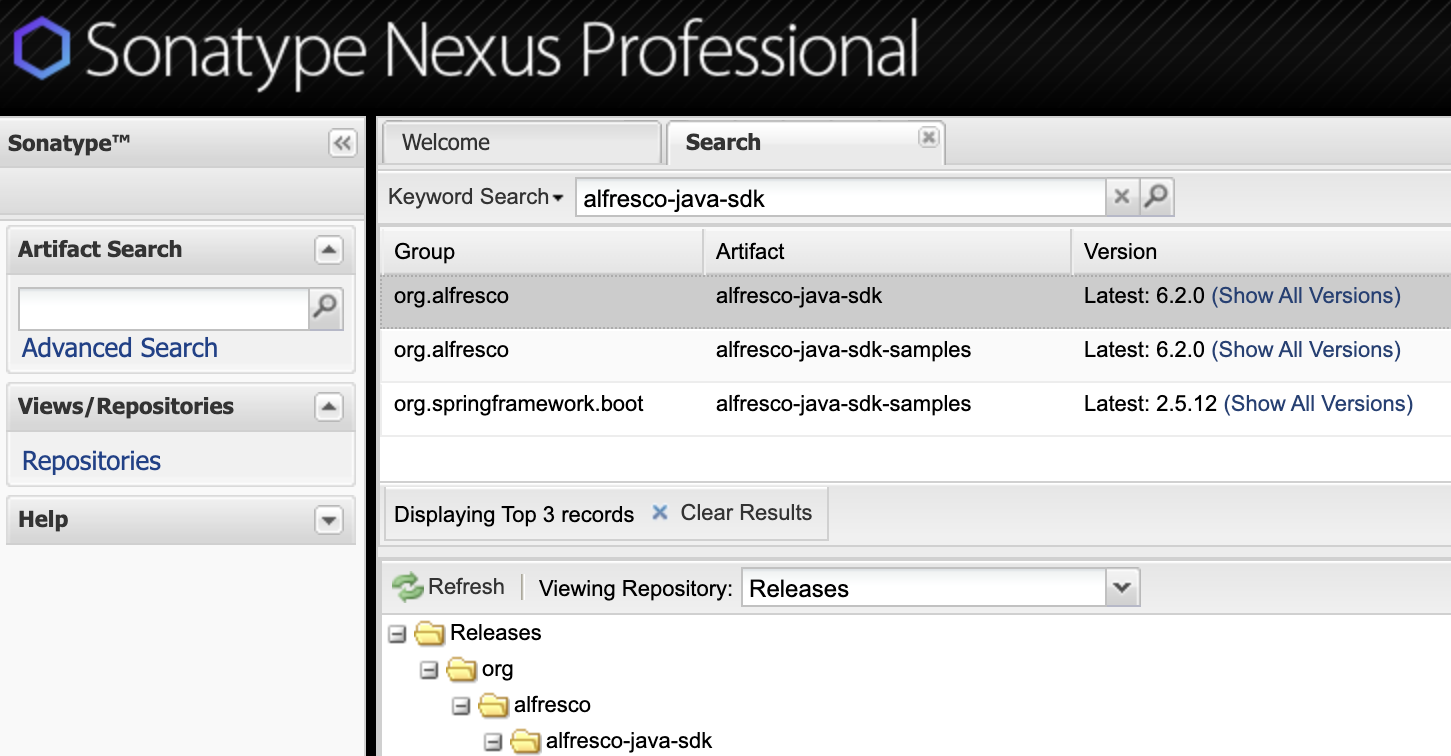 Sonatype Nexus Professional
Sonatype™
Welcome
Search
Keyword Search
alfresco-java-sdk
Artifact Search
Advanced Search
Views/Repositories
Repositories
Help
Group Artifact Version
org.alfresco alfresco-java-sdk Latest: 6.2.0 (Show All Versions)
org.alfresco alfresco-java-sdk-samples Latest: 6.2.0 (Show All Versions)
org.springframework.boot alfresco-java-sdk-samples Latest: 2.5.12 (Show All Versions)
Displaying Top 3 records Clear Results
Refresh Viewing Repository: Releases
Releases
org
alfresco
alfresco-java-sdk